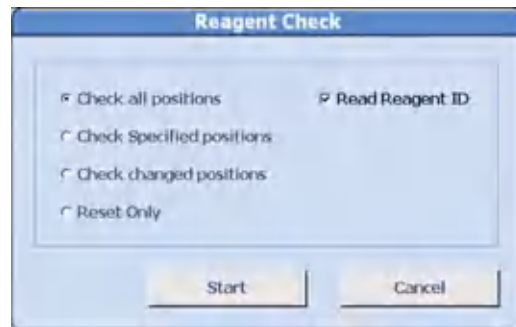 Reagent Check
Check all positions
Read Reagent ID
Check Specified positions
Check changed positions
Reset Only
Start
Cancel